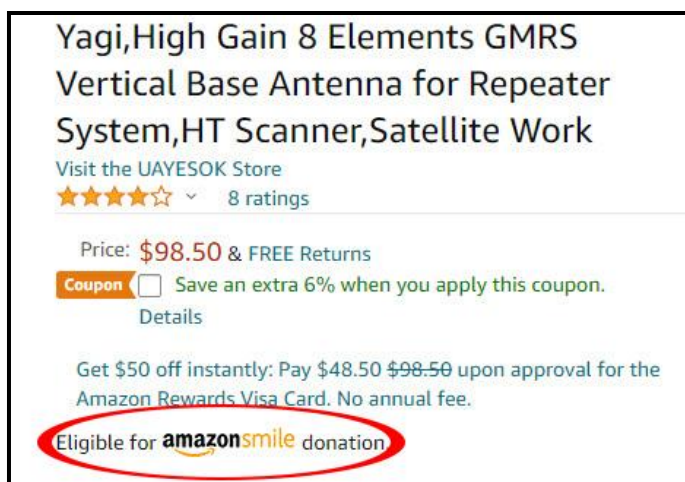 Yagi,High Gain 8 Elements GMRS
Vertical Base Antenna for Repeater
System,HT Scanner,Satellite Work
Visit the UAYESOK Store
8 ratings
Price: $98.50 & FREE Returns
Coupon Save an extra 6% when you apply this coupon.
Details
Get $50 off instantly: Pay $48.50 $98.50 upon approval for the
Amazon Rewards Visa Card. No annual fee.
Eligible for amazonsmile donation.